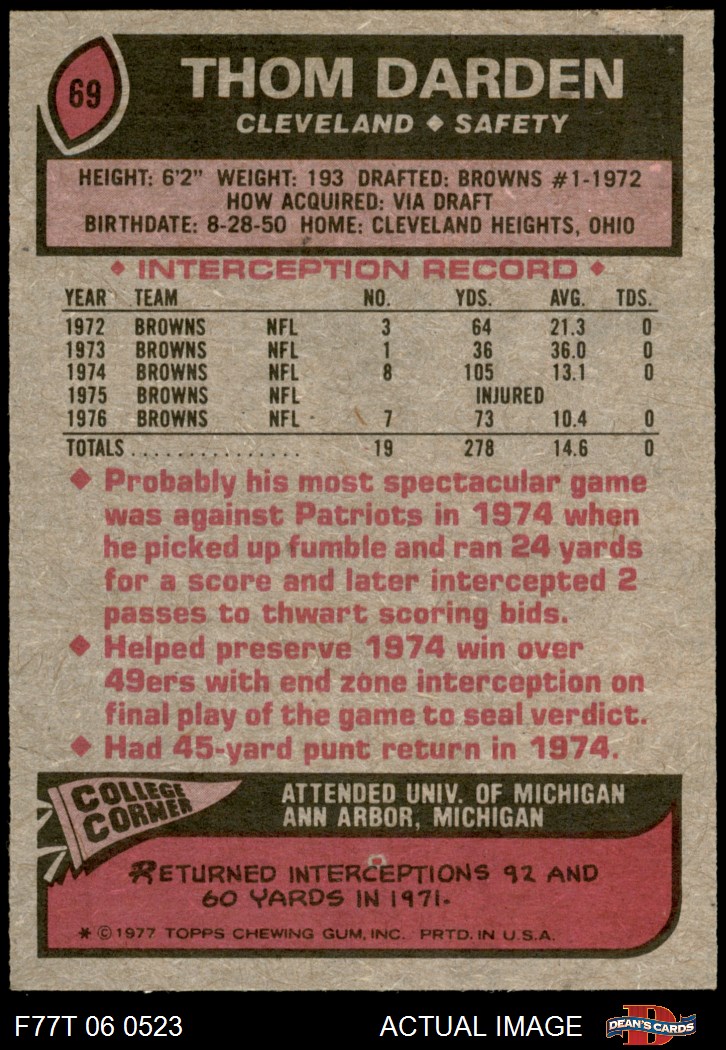 69
THOM DARDEN
CLEVELAND ◆ SAFETY
HEIGHT: 6'2" WEIGHT: 193 DRAFTED: BROWNS #1-1972
HOW ACQUIRED: VIA DRAFT
BIRTHDATE: 8-28-50 HOME: CLEVELAND HEIGHTS, OHIO
◆ INTERCEPTION RECORD ◆
YEAR TEAM NO. YDS. AVG. TDS.
1972 BROWNS NFL 3 64 21.3 0
1973 BROWNS NFL 1 36 36.0 0
1974 BROWNS NFL 8 105 13.1 0
1975 BROWNS NFL INJURED
1976 BROWNS NFL 7 73 10.4 0
TOTALS ............... 19 278 14.6 0
◆ Probably his most spectacular game
was against Patriots in 1974 when
he picked up fumble and ran 24 yards
for a score and later intercepted 2
passes to thwart scoring bids.
◆ Helped preserve 1974 win over
49ers with end zone interception on
final play of the game to seal verdict.
◆ Had 45-yard punt return in 1974.
COLLEGE
CORNER
ATTENDED UNIV. OF MICHIGAN
ANN ARBOR, MICHIGAN
RETURNED INTERCEPTIONS 92 AND
60 YARDS IN 1971.
* © 1977 TOPPS CHEWING GUM, INC. PRTD. IN U.S.A.
F77T 06 0523 ACTUAL IMAGE
D
DEAN'S CARDS